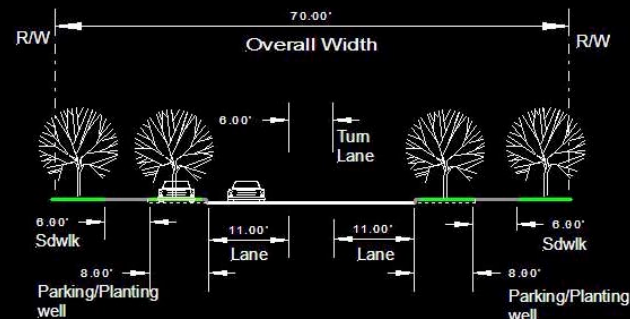 70.00'
R/W
Overall Width
R/W
6.00'
Turn
Lane
6.00'
Sdwlk
11.00'
Lane
11.00'
Lane
6.00'
Sdwlk
8.00'
Parking/Planting
well
8.00'
Parking/Planting
well